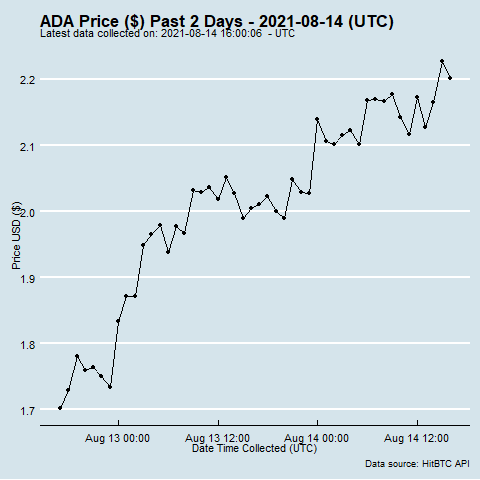 ADA Price ($) Past 2 Days - 2021-08-14 (UTC)
Latest data collected on: 2021-08-14 16:00:06 - UTC
2.2
2.1
2.0
1.9
1.8
1.7
Price USD ($)
Aug 13 00:00 Aug 13 12:00 Aug 14 00:00 Aug 14 12:00
Date Time Collected (UTC)
Data source: HitBTC API